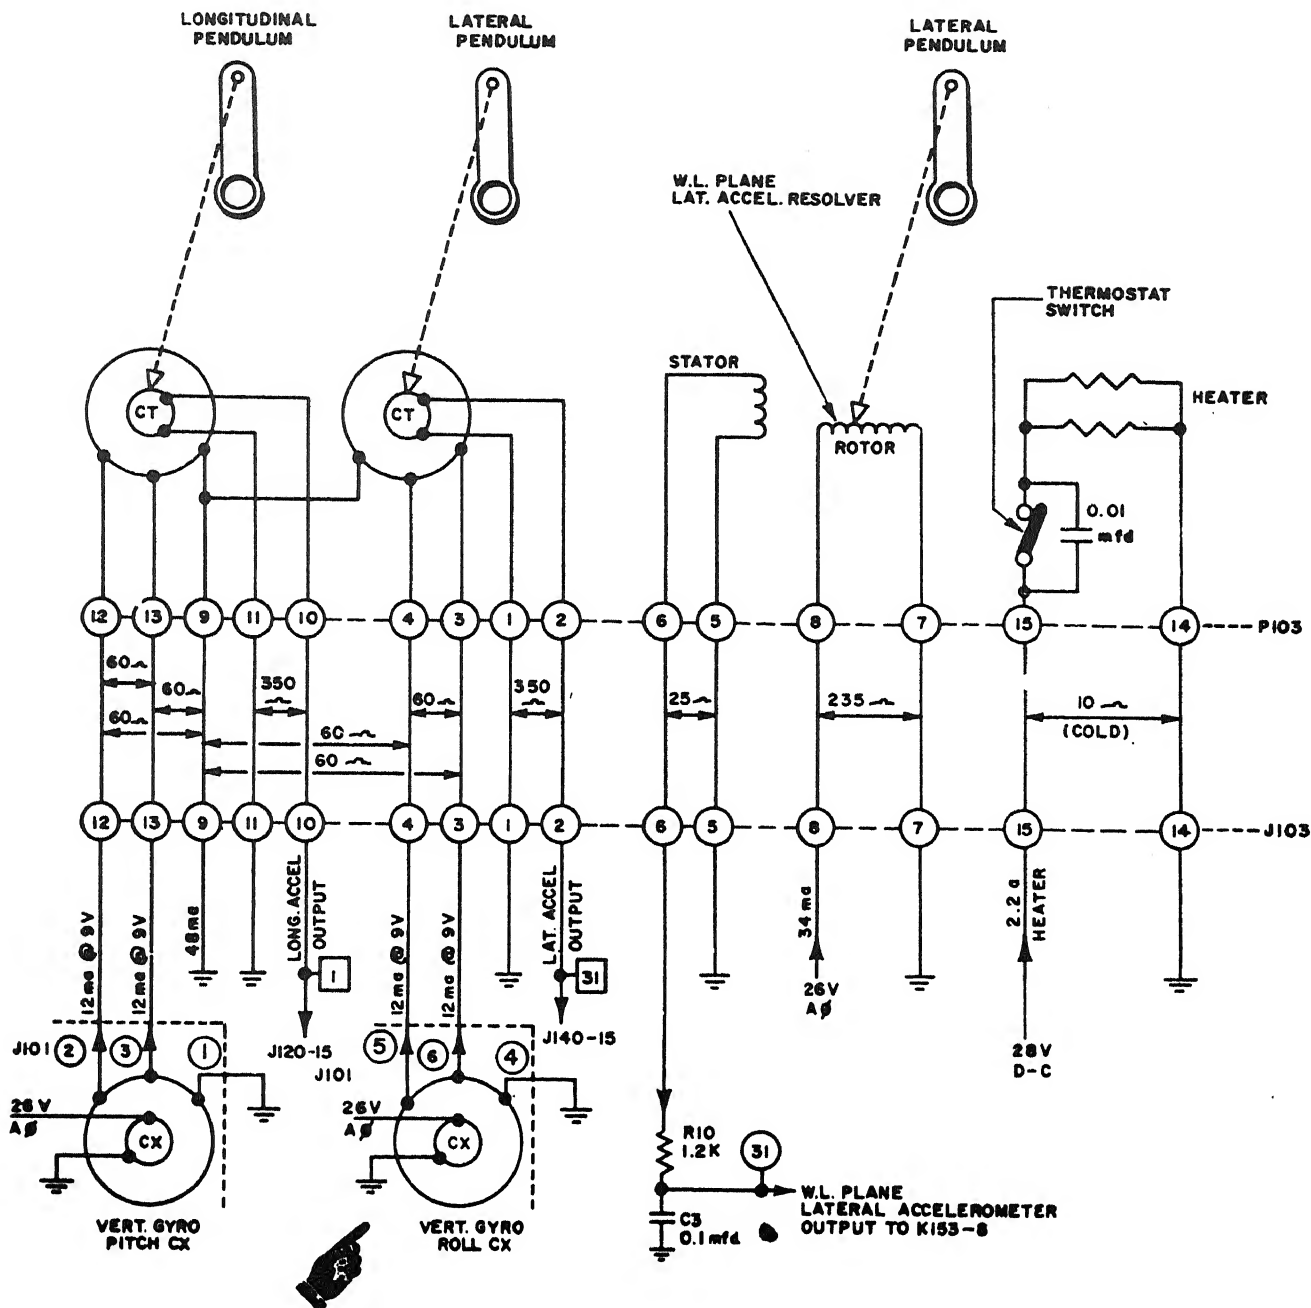 LONGITUDINAL
PENDULUM
LATERAL
PENDULUM
LATERAL
PENDULUM
W.L. PLANE
LAT. ACCEL. RESOLVER
THERMOSTAT
SWITCH
STATOR
HEATER
CT
CT
ROTOR
0.01
mfd
12 13 9 11 10 4 3 1 2 6 5 8 7 15 14 P103
60
60
350
60
60
350
25
235
10
(COLD)
60
60
60
12 13 9 11 10 4 3 1 2 6 5 8 7 15 14 J103
12ma @ 9V
12ma @ 9V
48ma
LONG. ACCEL
OUTPUT
12ma @ 9V
12ma @ 9V
LAT. ACCEL
OUTPUT
34ma
2.2 a
HEATER
1
31
26V
AØ
J120-15
J140-15
28V
D-C
J101 2 3 1
J101 5 6 4
26V
AØ
CX
26V
AØ
CX
R10
1.2K
31
W.L. PLANE
LATERAL ACCELEROMETER
OUTPUT TO K153-8
C3
0.1mfd
VERT. GYRO
PITCH CX
VERT. GYRO
ROLL CX